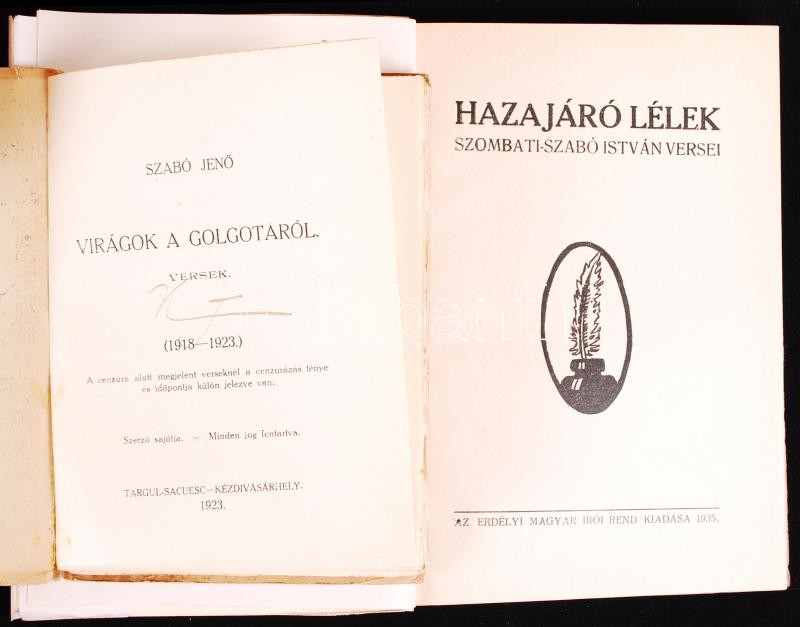 SZABÓ JENŐ
VIRÁGOK A GOLGOTÁRÓL.
VERSEK.
(1918—1923.)
A cenzura alatt megjelent verseknél a cenzurázás ténye
és időpontja külön jelezve van.
Szerző sajátja. — Minden jog fentartva.
TARGUL-SACUESC—KÉZDIVÁSÁRHELY.
1923.
HAZAJÁRÓ LÉLEK
SZOMBATI-SZABÓ ISTVÁN VERSEI
AZ ERDÉLYI MAGYAR IRÓI REND KIADÁSA 1935.